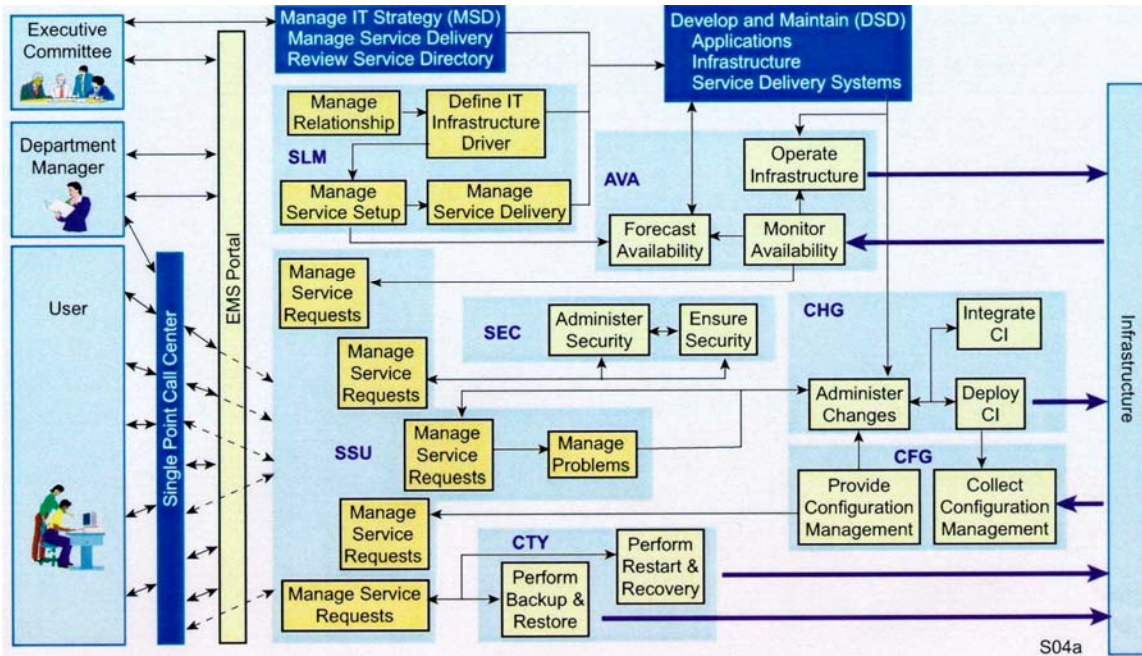 Executive
Committee
Department
Manager
User
Single Point Call Center
EMS Portal
Manage IT Strategy (MSD)
Manage Service Delivery
Review Service Directory
Develop and Maintain (DSD)
Applications
Infrastructure
Service Delivery Systems
Manage
Relationship
Define IT
Infrastructure
Driver
SLM
Manage
Service Setup
Manage
Service Delivery
AVA
Operate
Infrastructure
Forecast
Availability
Monitor
Availability
Manage
Service
Requests
SEC
Administer
Security
Ensure
Security
CHG
Integrate
CI
Manage
Service
Requests
Administer
Changes
Deploy
CI
SSU
Manage
Service
Requests
Manage
Problems
CFG
Provide
Configuration
Management
Collect
Configuration
Management
Manage
Service
Requests
CTY
Perform
Restart &
Recovery
Perform
Backup &
Restore
Manage Service
Requests
Infrastructure
S04a